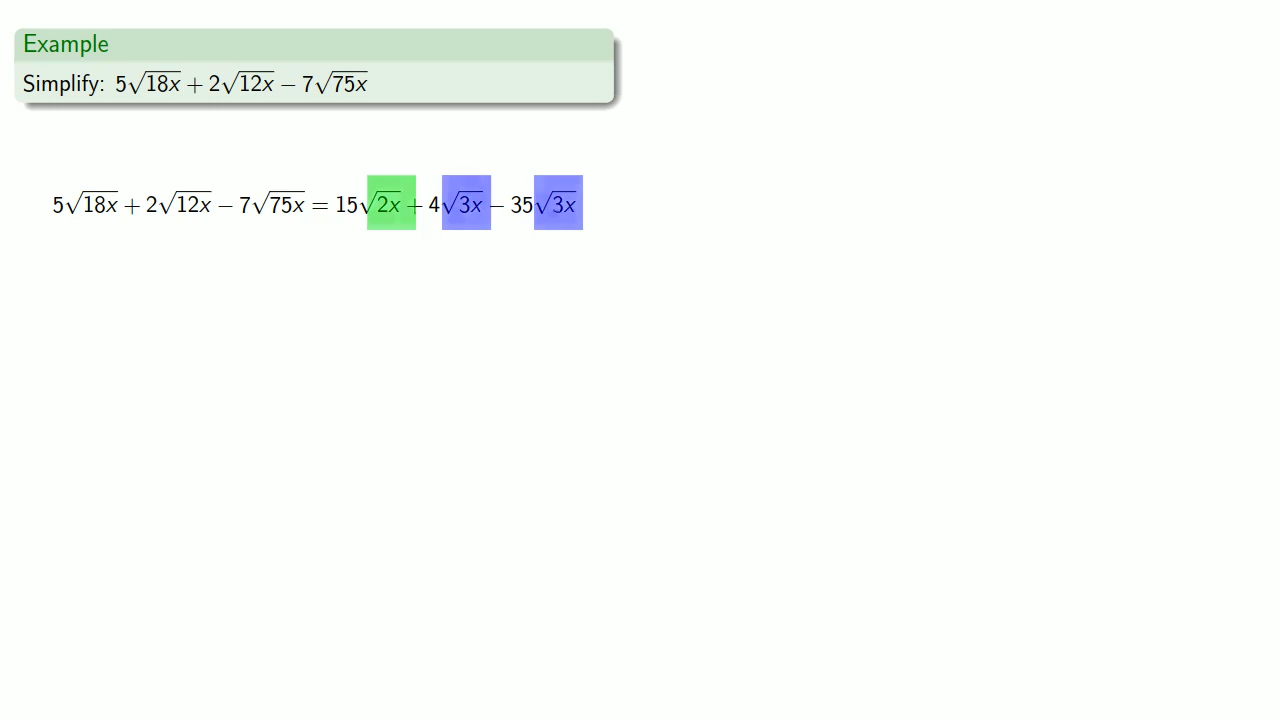 Example
Simplify: 5√18x + 2√12x − 7√75x
5√18x + 2√12x − 7√75x = 15√2x + 4√3x − 35√3x